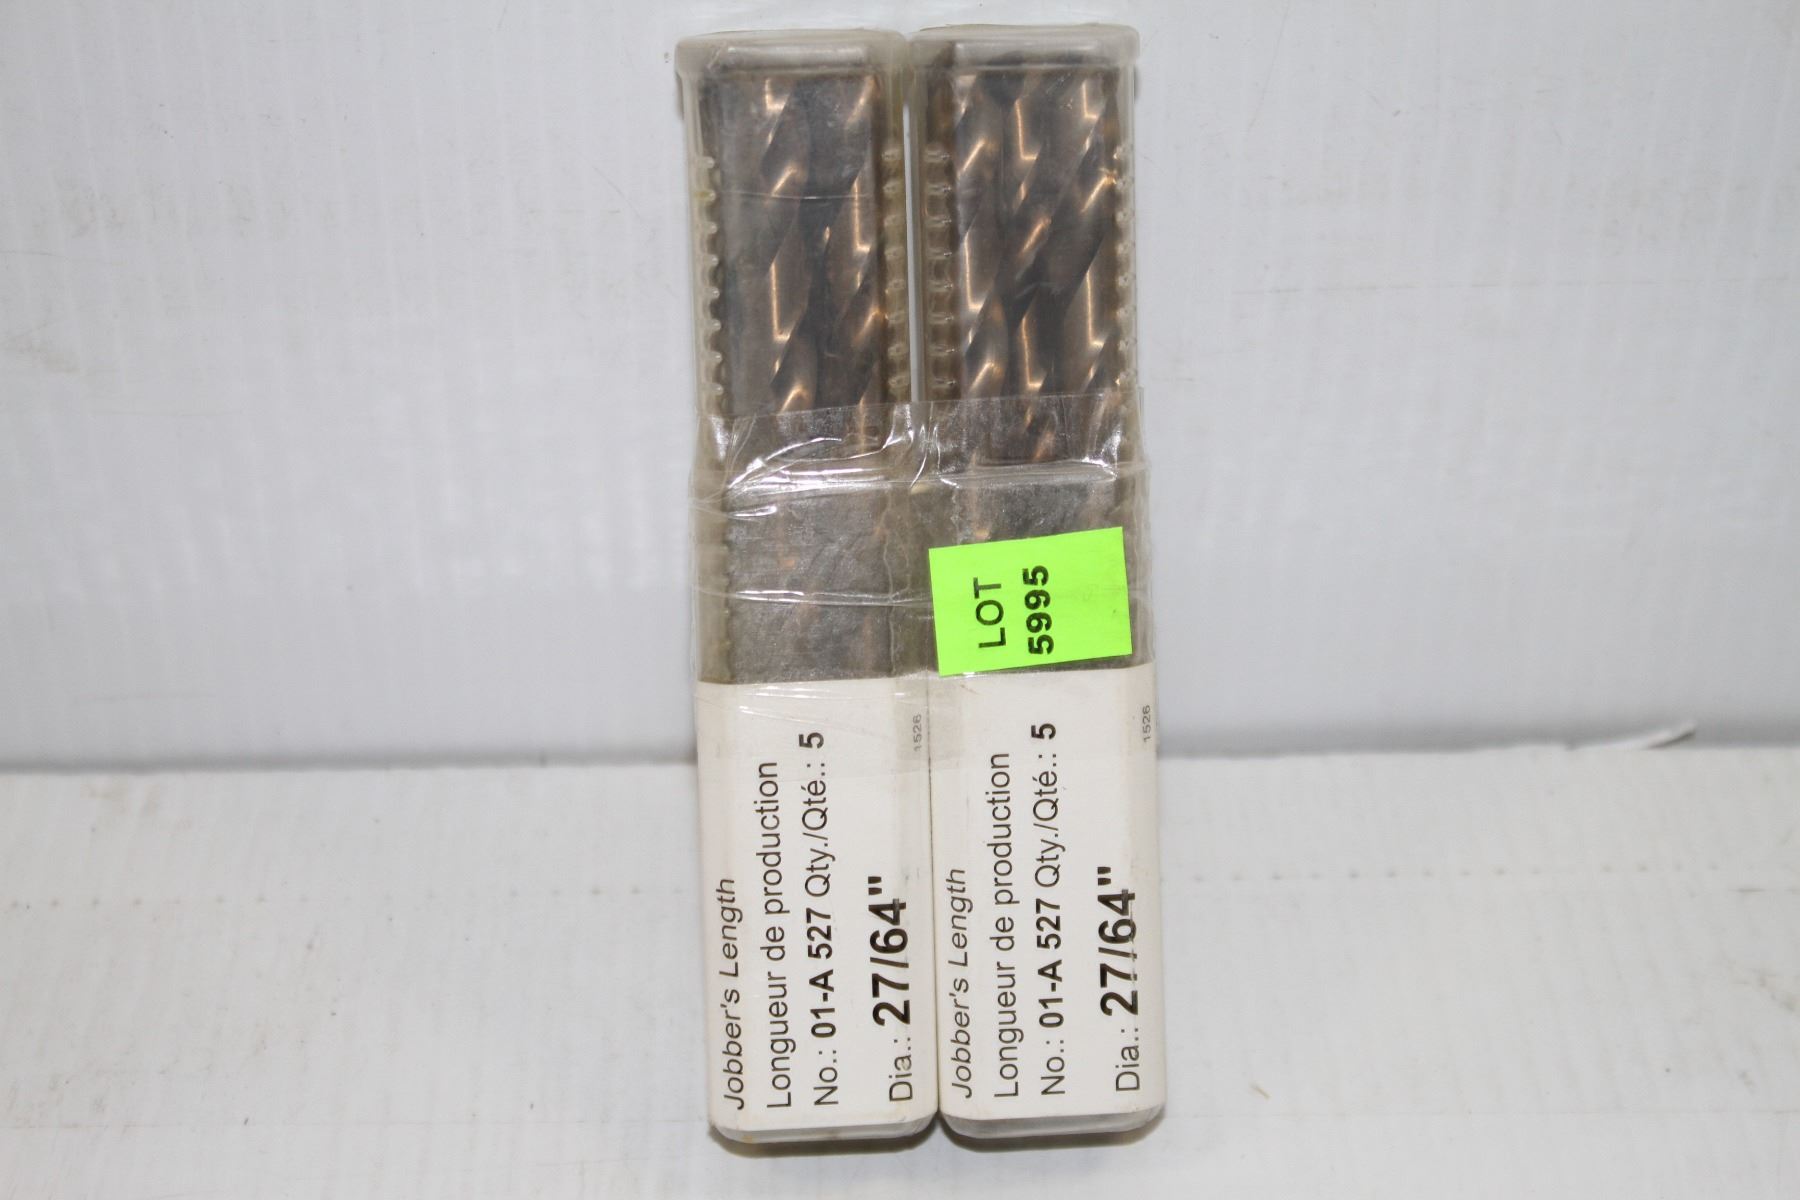 LOT
5995
Jobber's Length
Longueur de production
No.: 01-A 527 Qty./Qté.: 5
Dia.: 27/64"
1526
Jobber's Length
Longueur de production
No.: 01-A 527 Qty./Qté.: 5
Dia.: 27/64"
1526